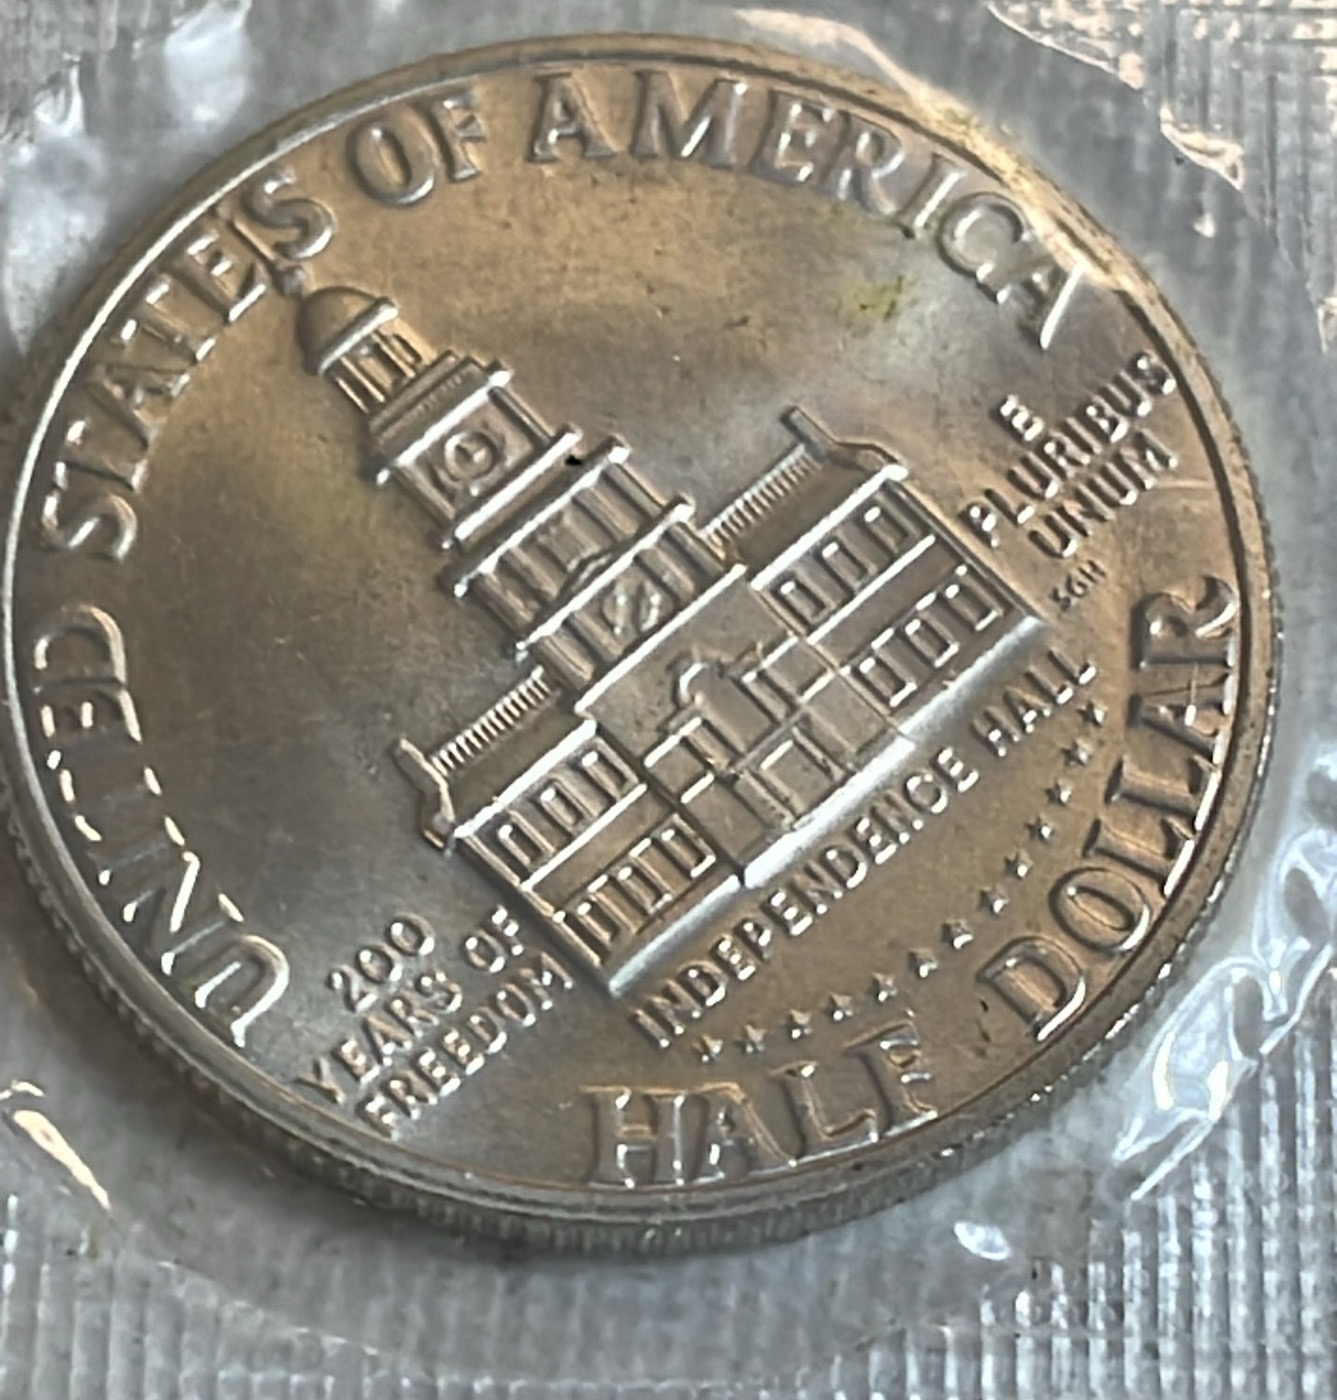 UNITED STATES OF AMERICA
E
PLURIBUS
UNUM
SGH
200
YEARS OF
FREEDOM
INDEPENDENCE HALL
HALF DOLLAR